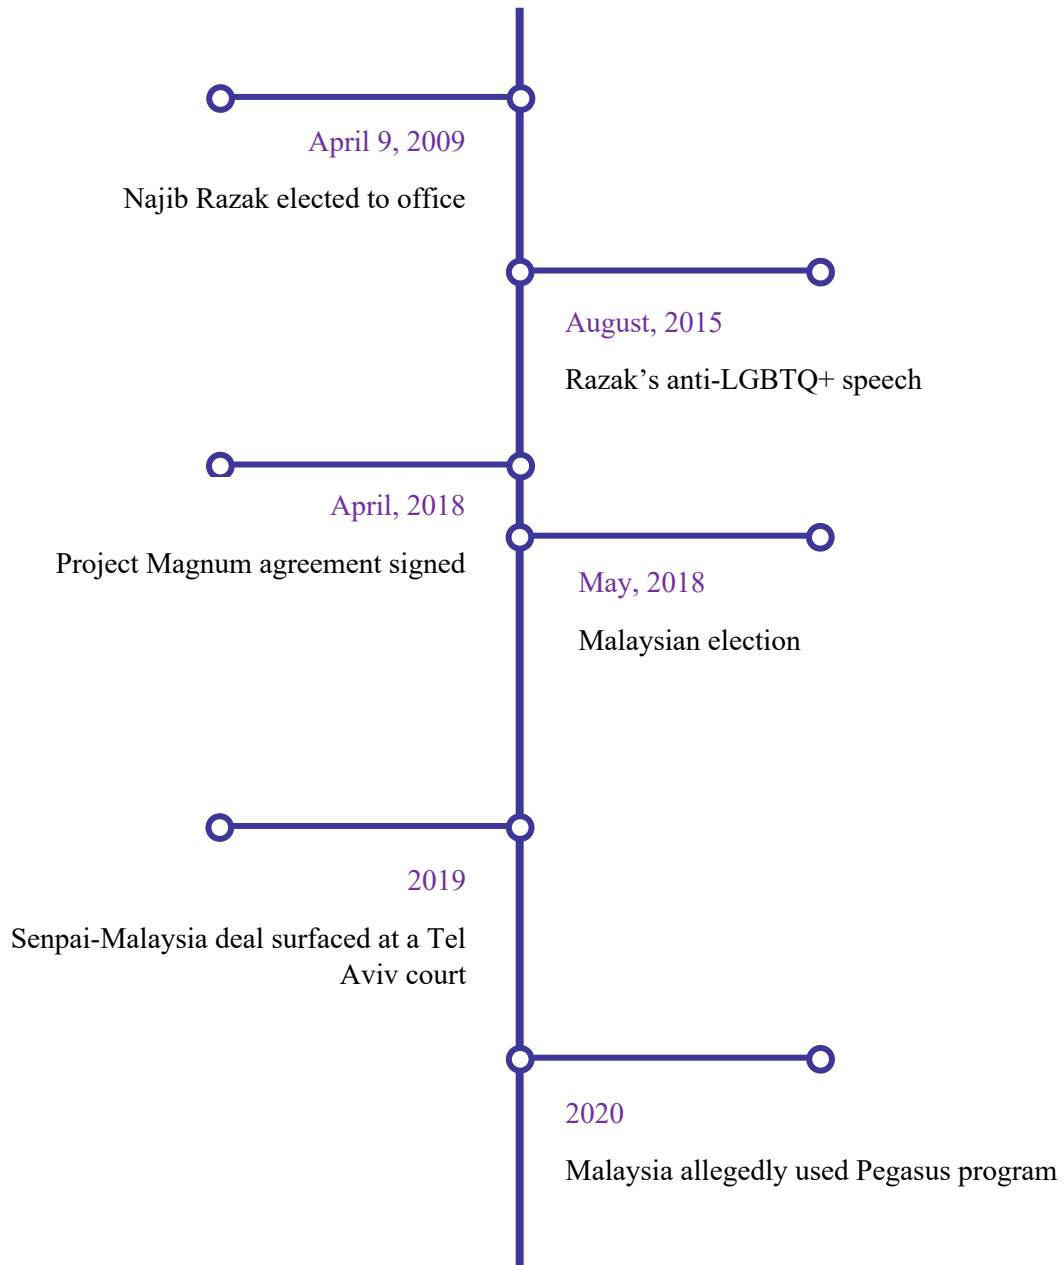 April 9, 2009
Najib Razak elected to office
August, 2015
Razak’s anti-LGBTQ+ speech
April, 2018
Project Magnum agreement signed
May, 2018
Malaysian election
2019
Senpai-Malaysia deal surfaced at a Tel
Aviv court
2020
Malaysia allegedly used Pegasus program